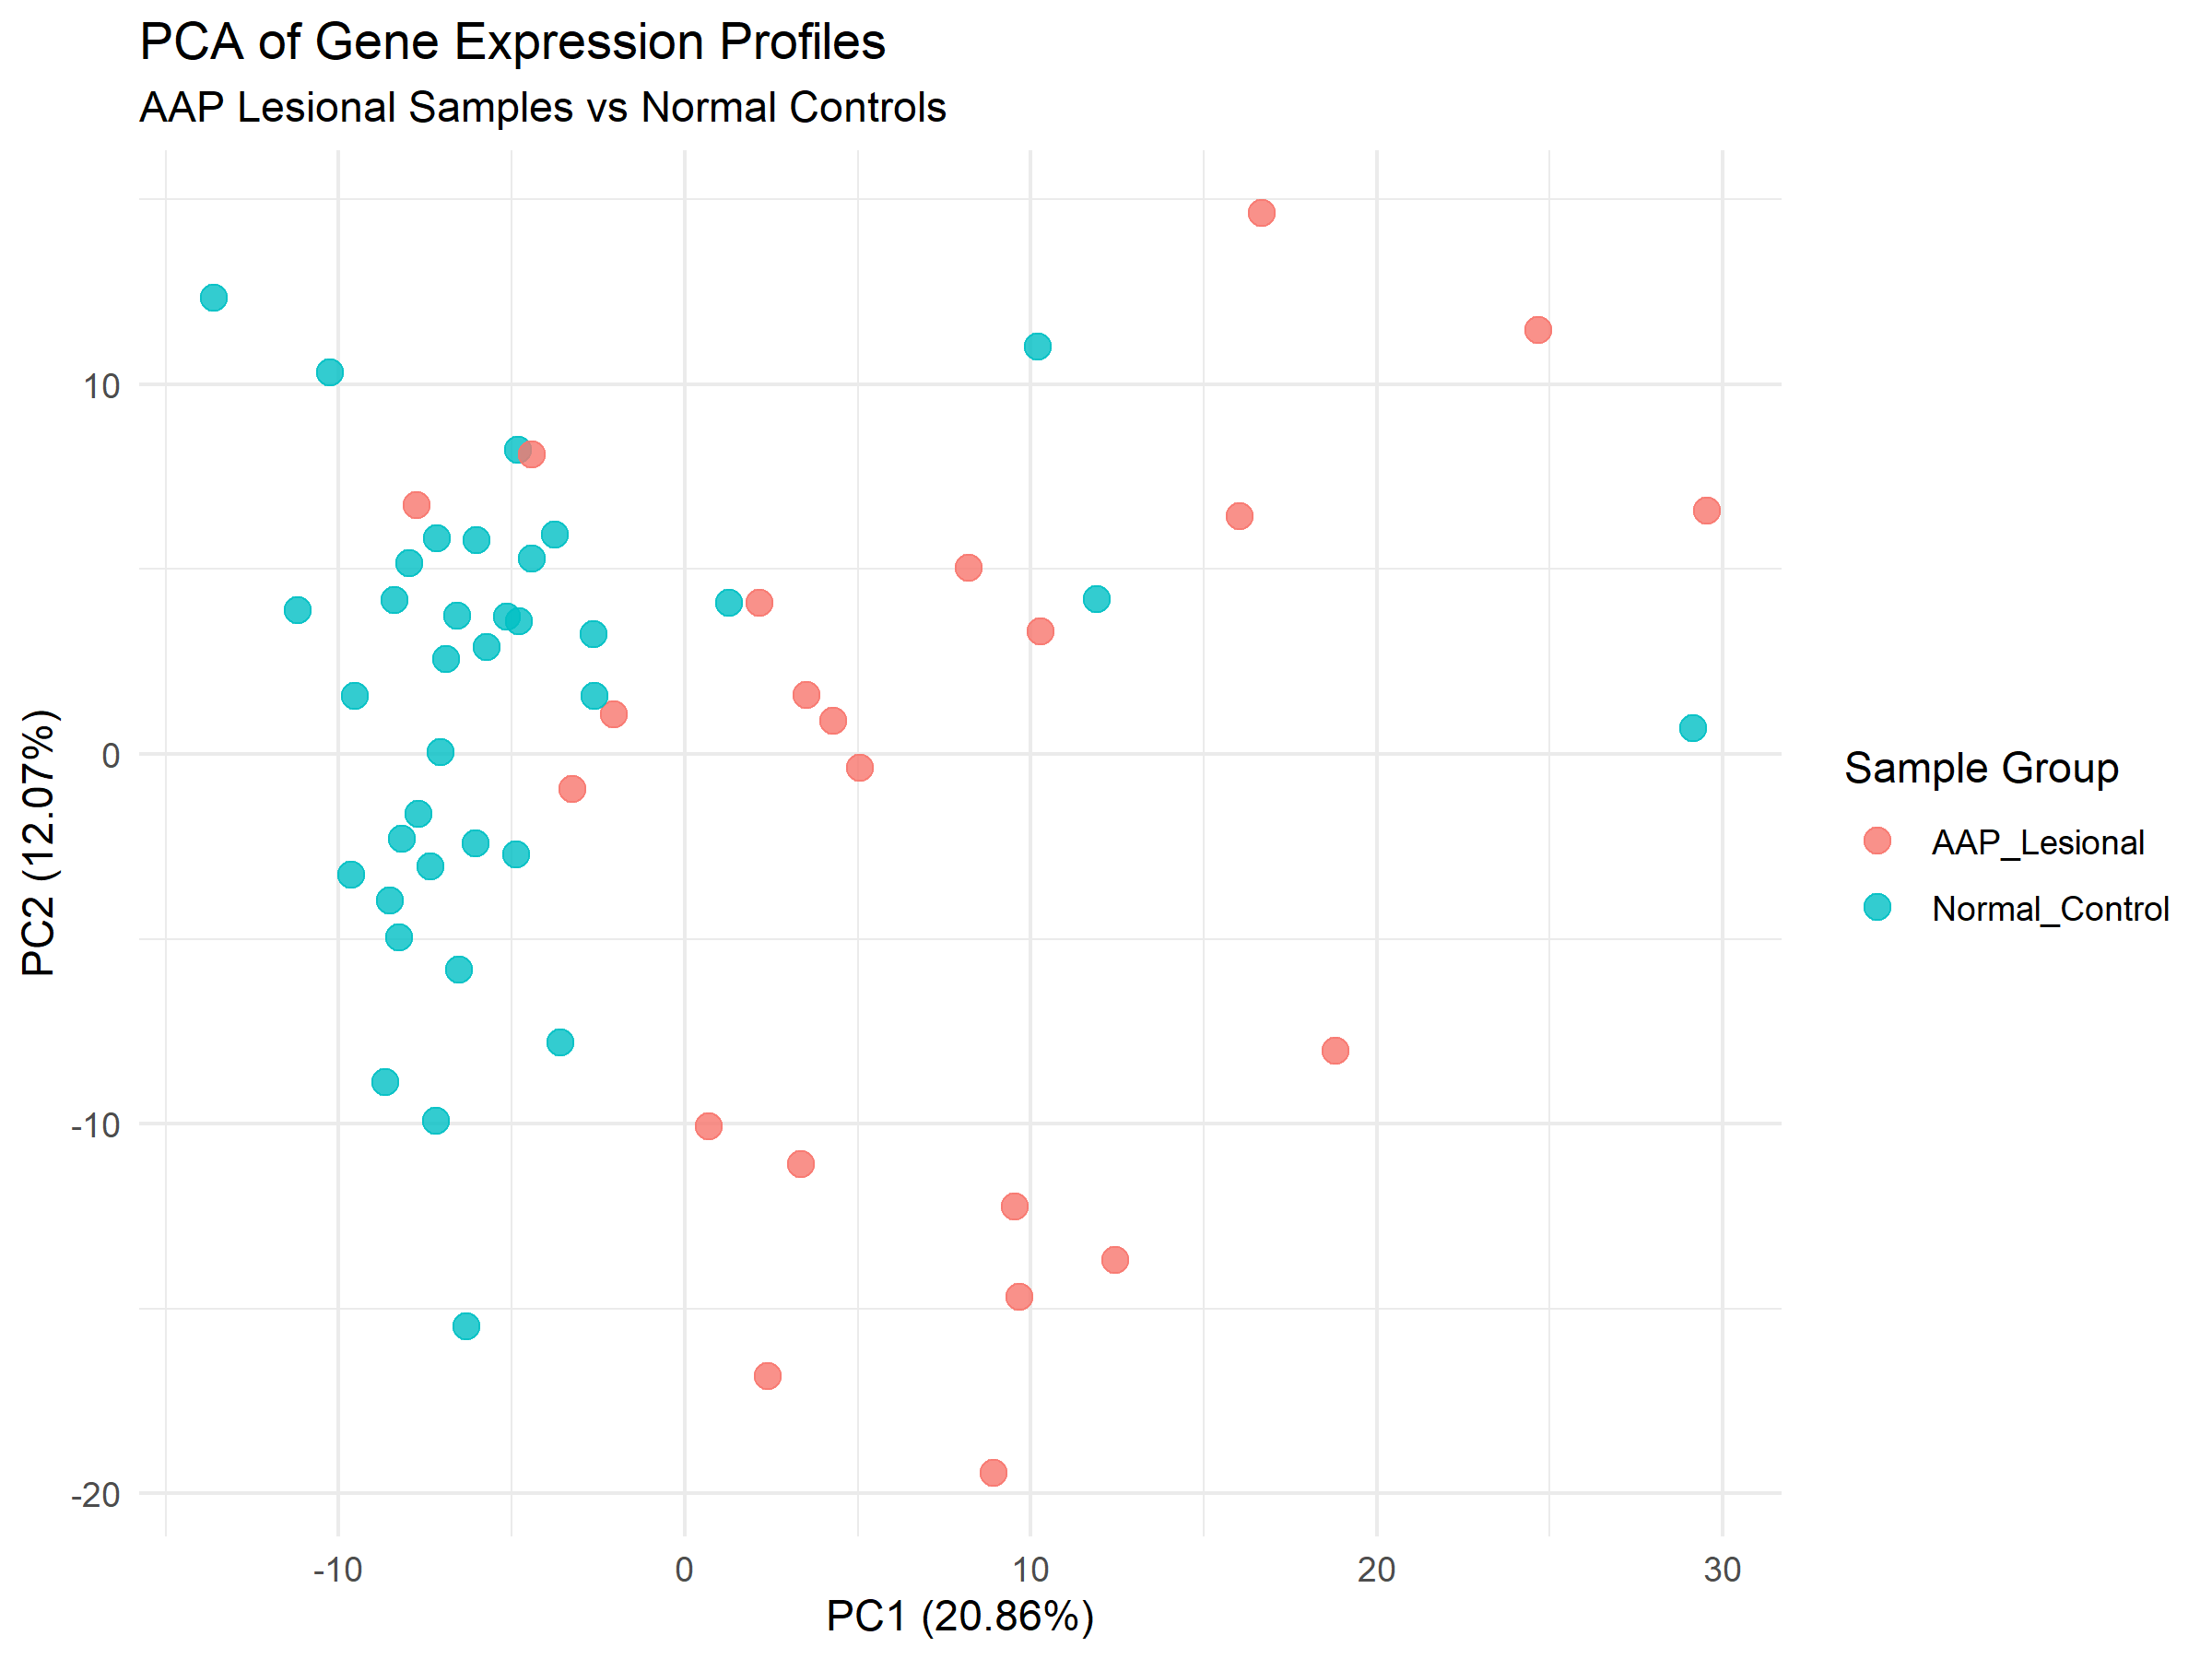 PCA of Gene Expression Profiles
AAP Lesional Samples vs Normal Controls
10
0
-10
-20
PC2 (12.07%)
-10
0
10
20
30
PC1 (20.86%)
Sample Group
AAP_Lesional
Normal_Control